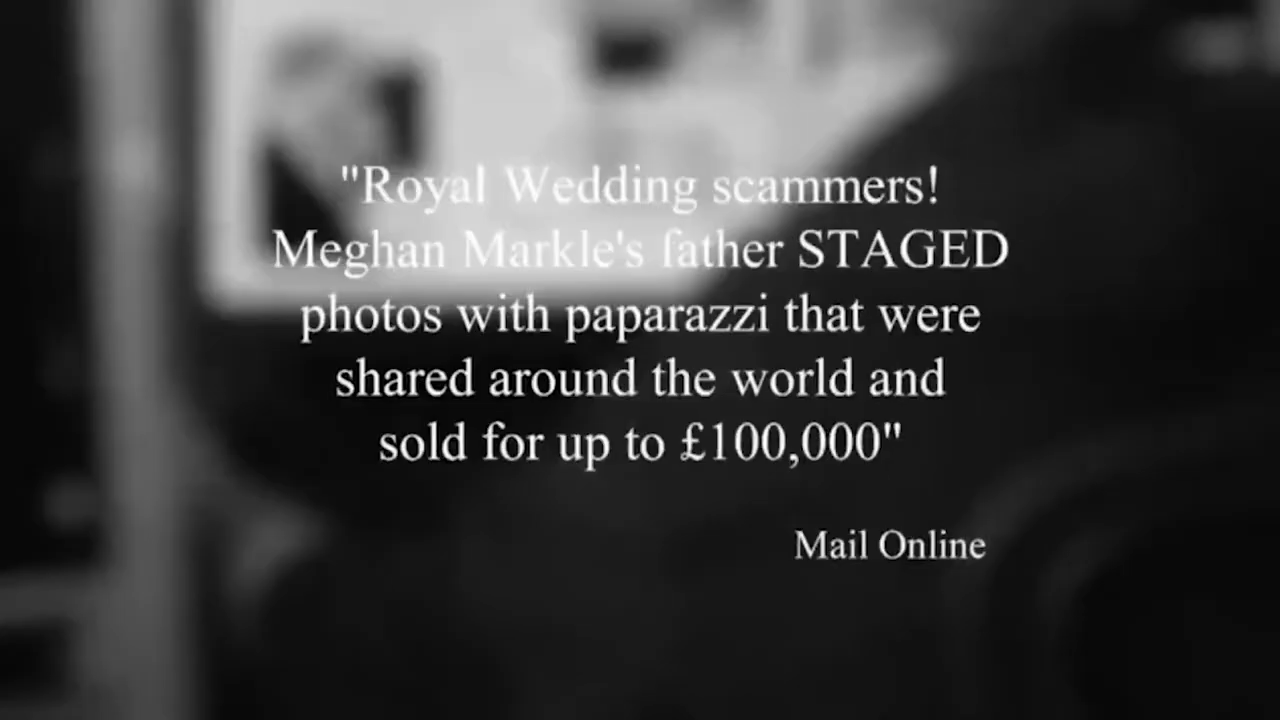 "Royal Wedding scammers!
Meghan Markle's father STAGED
photos with paparazzi that were
shared around the world and
sold for up to £100,000"
Mail Online